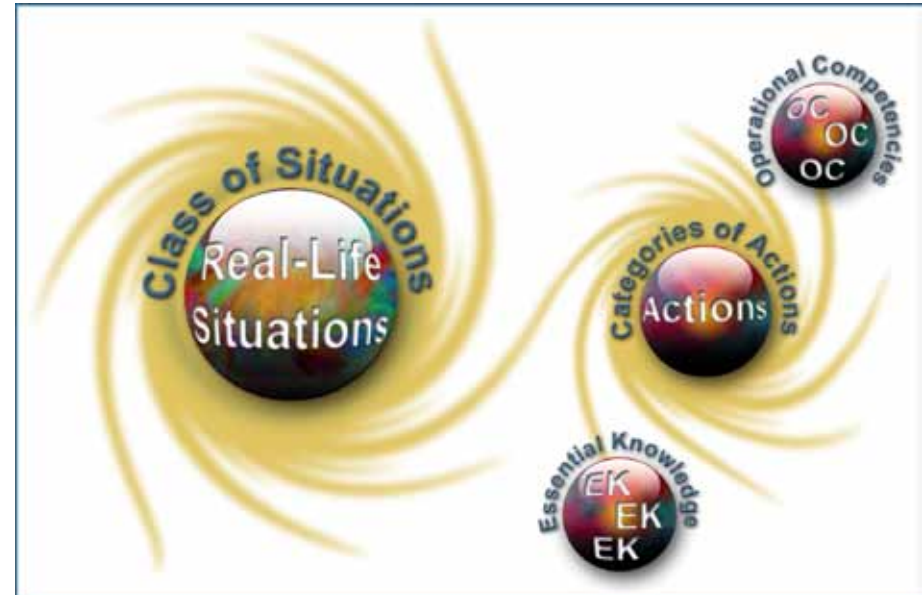 Class of Situations
Real-Life
Situations
Operational Competencies
OC
OC
OC
Categories of Actions
Actions
Essential Knowledge
EK
EK
EK